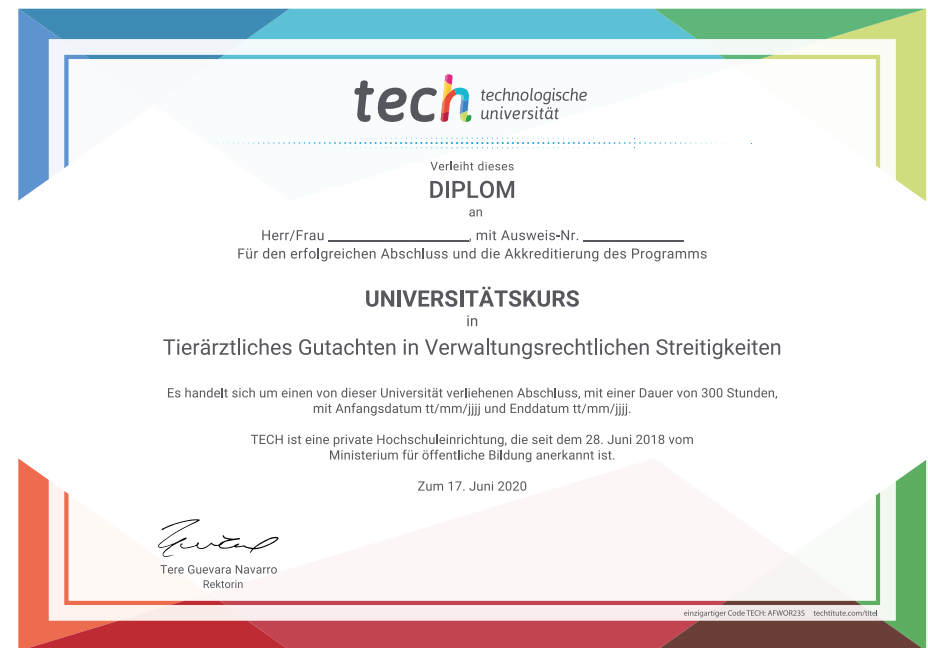 tech technologische
universität
Verleiht dieses
DIPLOM
an
Herr/Frau ________________, mit Ausweis-Nr. ____________
Für den erfolgreichen Abschluss und die Akkreditierung des Programms
UNIVERSITÄTSKURS
in
Tierärztliches Gutachten in Verwaltungsrechtlichen Streitigkeiten
Es handelt sich um einen von dieser Universität verliehenen Abschluss, mit einer Dauer von 300 Stunden,
mit Anfangsdatum tt/mm/jjjj und Enddatum tt/mm/jjjj.
TECH ist eine private Hochschuleinrichtung, die seit dem 28. Juni 2018 vom
Ministerium für öffentliche Bildung anerkannt ist.
Zum 17. Juni 2020
Tere Guevara Navarro
Rektorin
einzigartiger Code TECH: AFWOR23S techtitute.com/titel